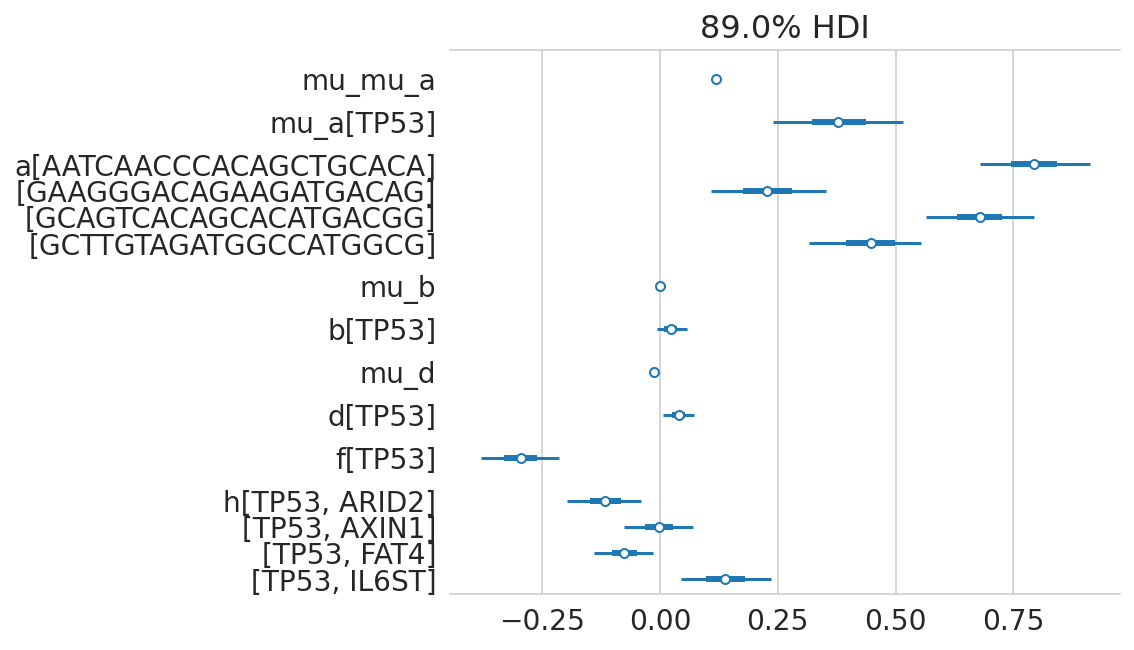 89.0% HDI
mu_mu_a
mu_a[TP53]
a[AATCAACCCACAGCTGCACA]
[GAAGGGACAGAAGATGACAG]
[GCAGTCACAGCACATGACGG]
[GCTTGTAGATGGCCATGGCG]
mu_b
b[TP53]
mu_d
d[TP53]
f[TP53]
h[TP53, ARID2]
[TP53, AXIN1]
[TP53, FAT4]
[TP53, IL6ST]
−0.25 0.00 0.25 0.50 0.75